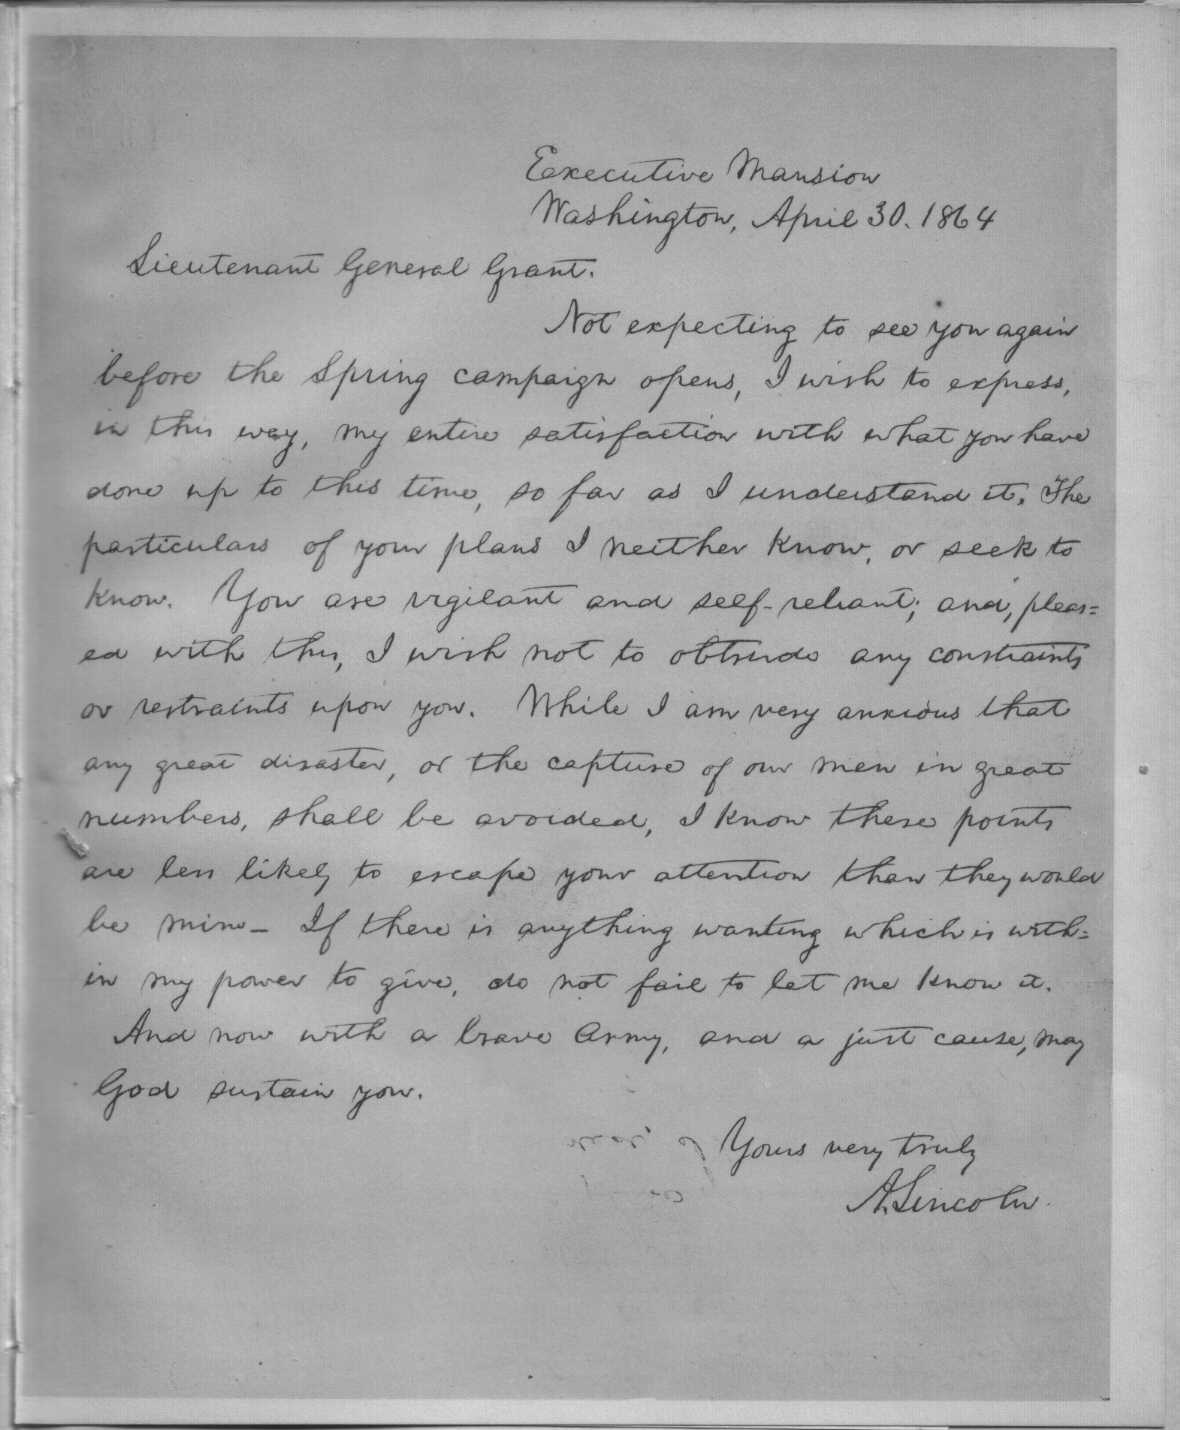 Executive Mansion
Washington, April 30. 1864
Lieutenant General Grant.
Not expecting to see you again
before the Spring campaign opens, I wish to express,
in this way, my entire satisfaction with what you have
done up to this time, so far as I understand it. The
particulars of your plans I neither know, or seek to
know. You are vigilant and self-reliant; and, pleas=
ed with this, I wish not to obtrude any constraints
or restraints upon you. While I am very anxious that
any great disaster, or the capture of our men in great
numbers, shall be avoided, I know these points
are less likely to escape your attention than they would
be mine_ If there is anything wanting which is with=
in my power to give, do not fail to let me know it.
And now with a brave Army, and a just cause, may
God sustain you.
Yours very truly
A. Lincoln.